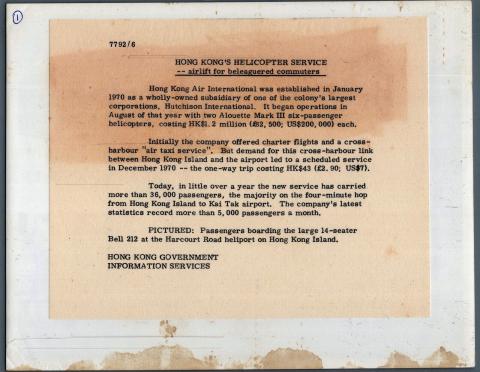 1
7792/6
HONG KONG'S HELICOPTER SERVICE
-- airlift for beleaguered commuters
Hong Kong Air International was established in January
1970 as a wholly-owned subsidiary of one of the colony's largest
corporations, Hutchison International. It began operations in
August of that year with two Alouette Mark III six-passenger
helicopters, costing HK$1.2 million (£82,500; US$200,000) each.
Initially the company offered charter flights and a cross-
harbour "air taxi service". But demand for this cross-harbour link
between Hong Kong Island and the airport led to a scheduled service
in December 1970 -- the one-way trip costing HK$43 (£2.90; US$7).
Today, in little over a year the new service has carried
more than 36,000 passengers, the majority on the four-minute hop
from Hong Kong Island to Kai Tak airport. The company's latest
statistics record more than 5,000 passengers a month.
PICTURED: Passengers boarding the large 14-seater
Bell 212 at the Harcourt Road heliport on Hong Kong Island.
HONG KONG GOVERNMENT
INFORMATION SERVICES